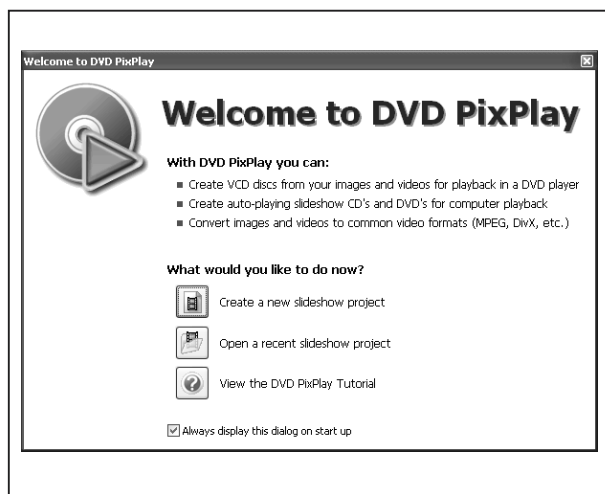 Welcome to DVD PixPlay
Welcome to DVD PixPlay
With DVD PixPlay you can:
Create VCD discs from your images and videos for playback in a DVD player
Create auto-playing slideshow CD's and DVD's for computer playback
Convert images and videos to common video formats (MPEG, DivX, etc.)
What would you like to do now?
Create a new slideshow project
Open a recent slideshow project
View the DVD PixPlay Tutorial
Always display this dialog on start up